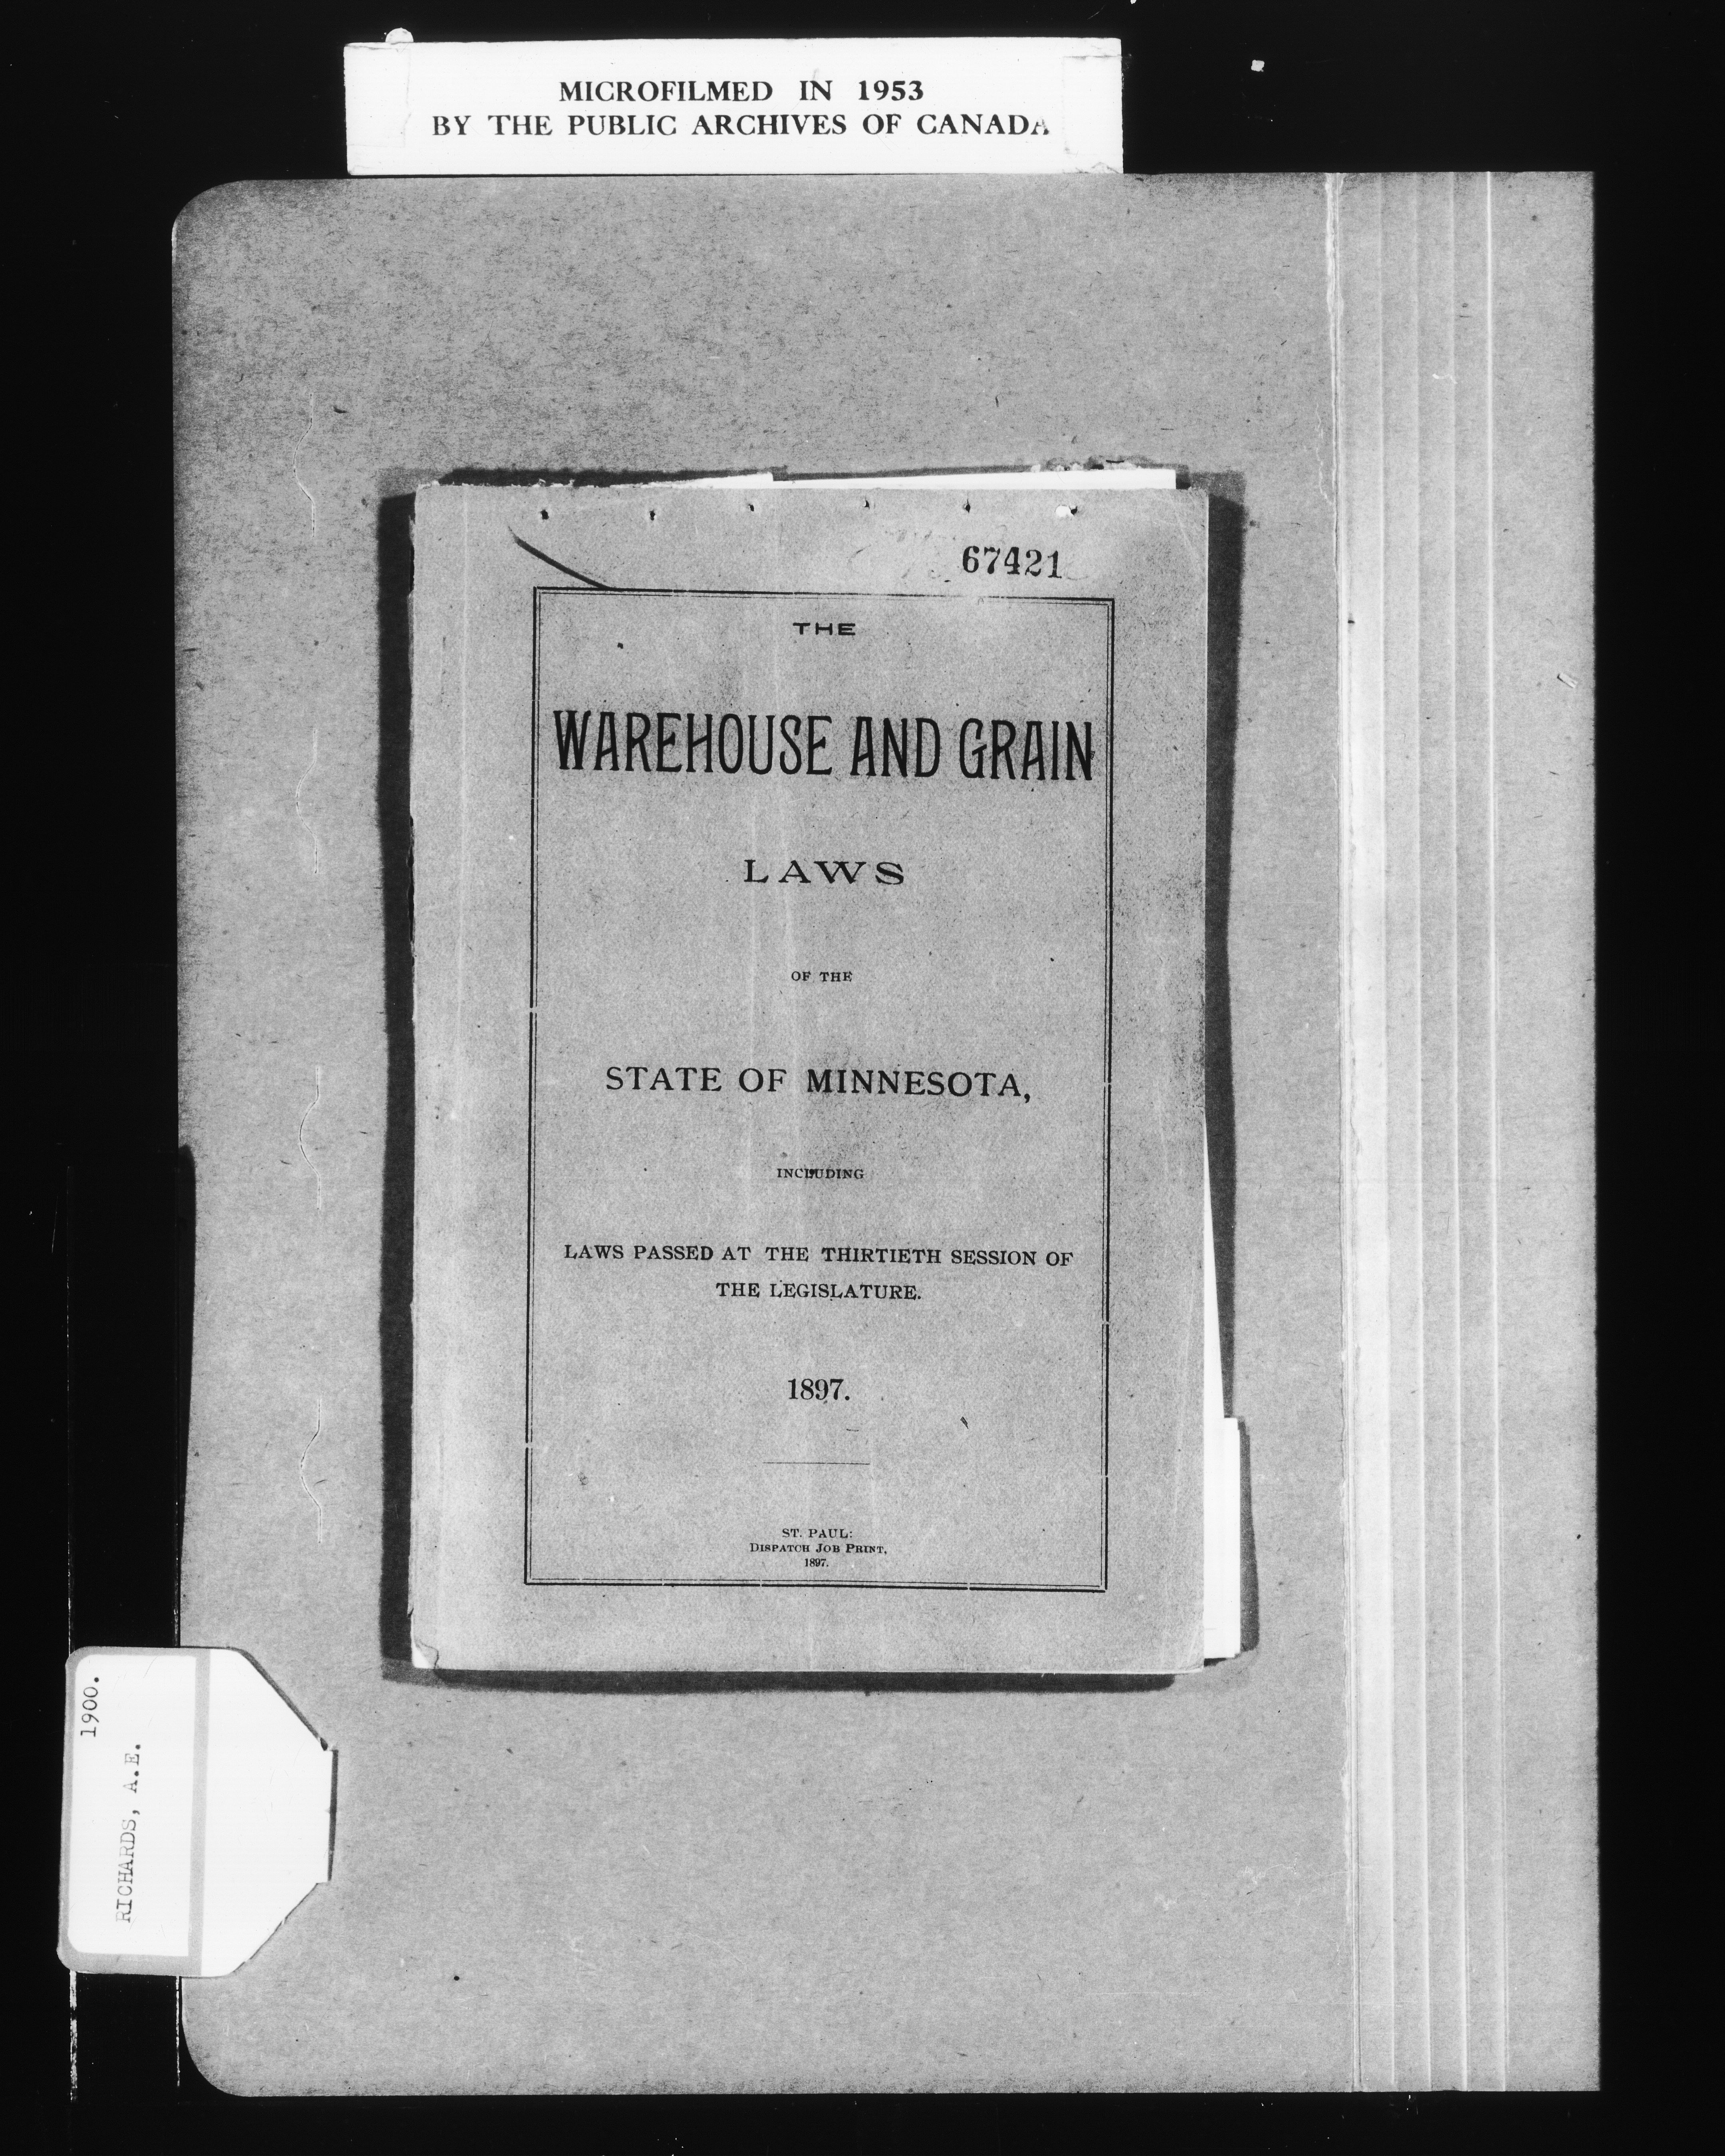 MICROFILMED IN 1953
BY THE PUBLIC ARCHIVES OF CANADA
67421
THE
WAREHOUSE AND GRAIN
LAWS
OF THE
STATE OF MINNESOTA,
INCLUDING
LAWS PASSED AT THE THIRTIETH SESSION OF
THE LEGISLATURE.
1897.
ST. PAUL:
DISPATCH JOB PRINT,
1897.
1900.
RICHARDS, A.E.